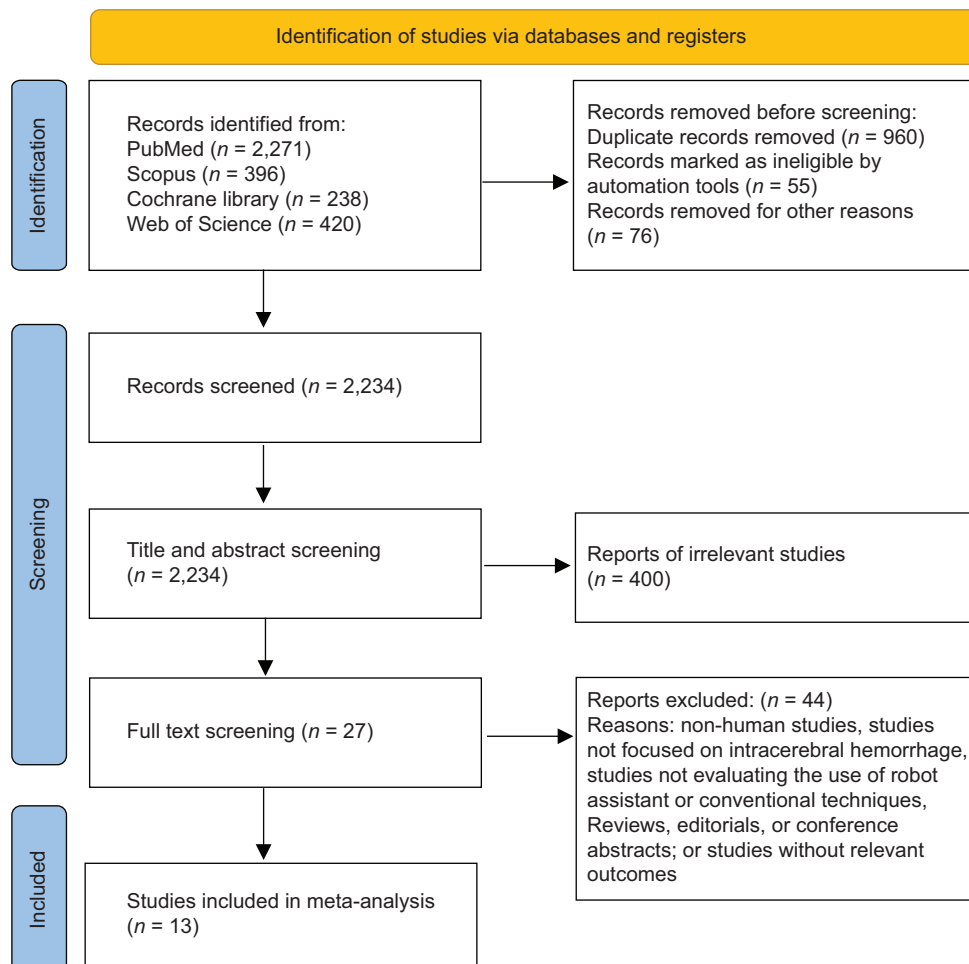 Identification of studies via databases and registers
Identification
Records identified from:
PubMed (n = 2,271)
Scopus (n = 396)
Cochrane library (n = 238)
Web of Science (n = 420)
Records removed before screening:
Duplicate records removed (n = 960)
Records marked as ineligible by
automation tools (n = 55)
Records removed for other reasons
(n = 76)
Screening
Records screened (n = 2,234)
Title and abstract screening
(n = 2,234)
Reports of irrelevant studies
(n = 400)
Full text screening (n = 27)
Reports excluded: (n = 44)
Reasons: non-human studies, studies
not focused on intracerebral hemorrhage,
studies not evaluating the use of robot
assistant or conventional techniques,
Reviews, editorials, or conference
abstracts; or studies without relevant
outcomes
Included
Studies included in meta-analysis
(n = 13)